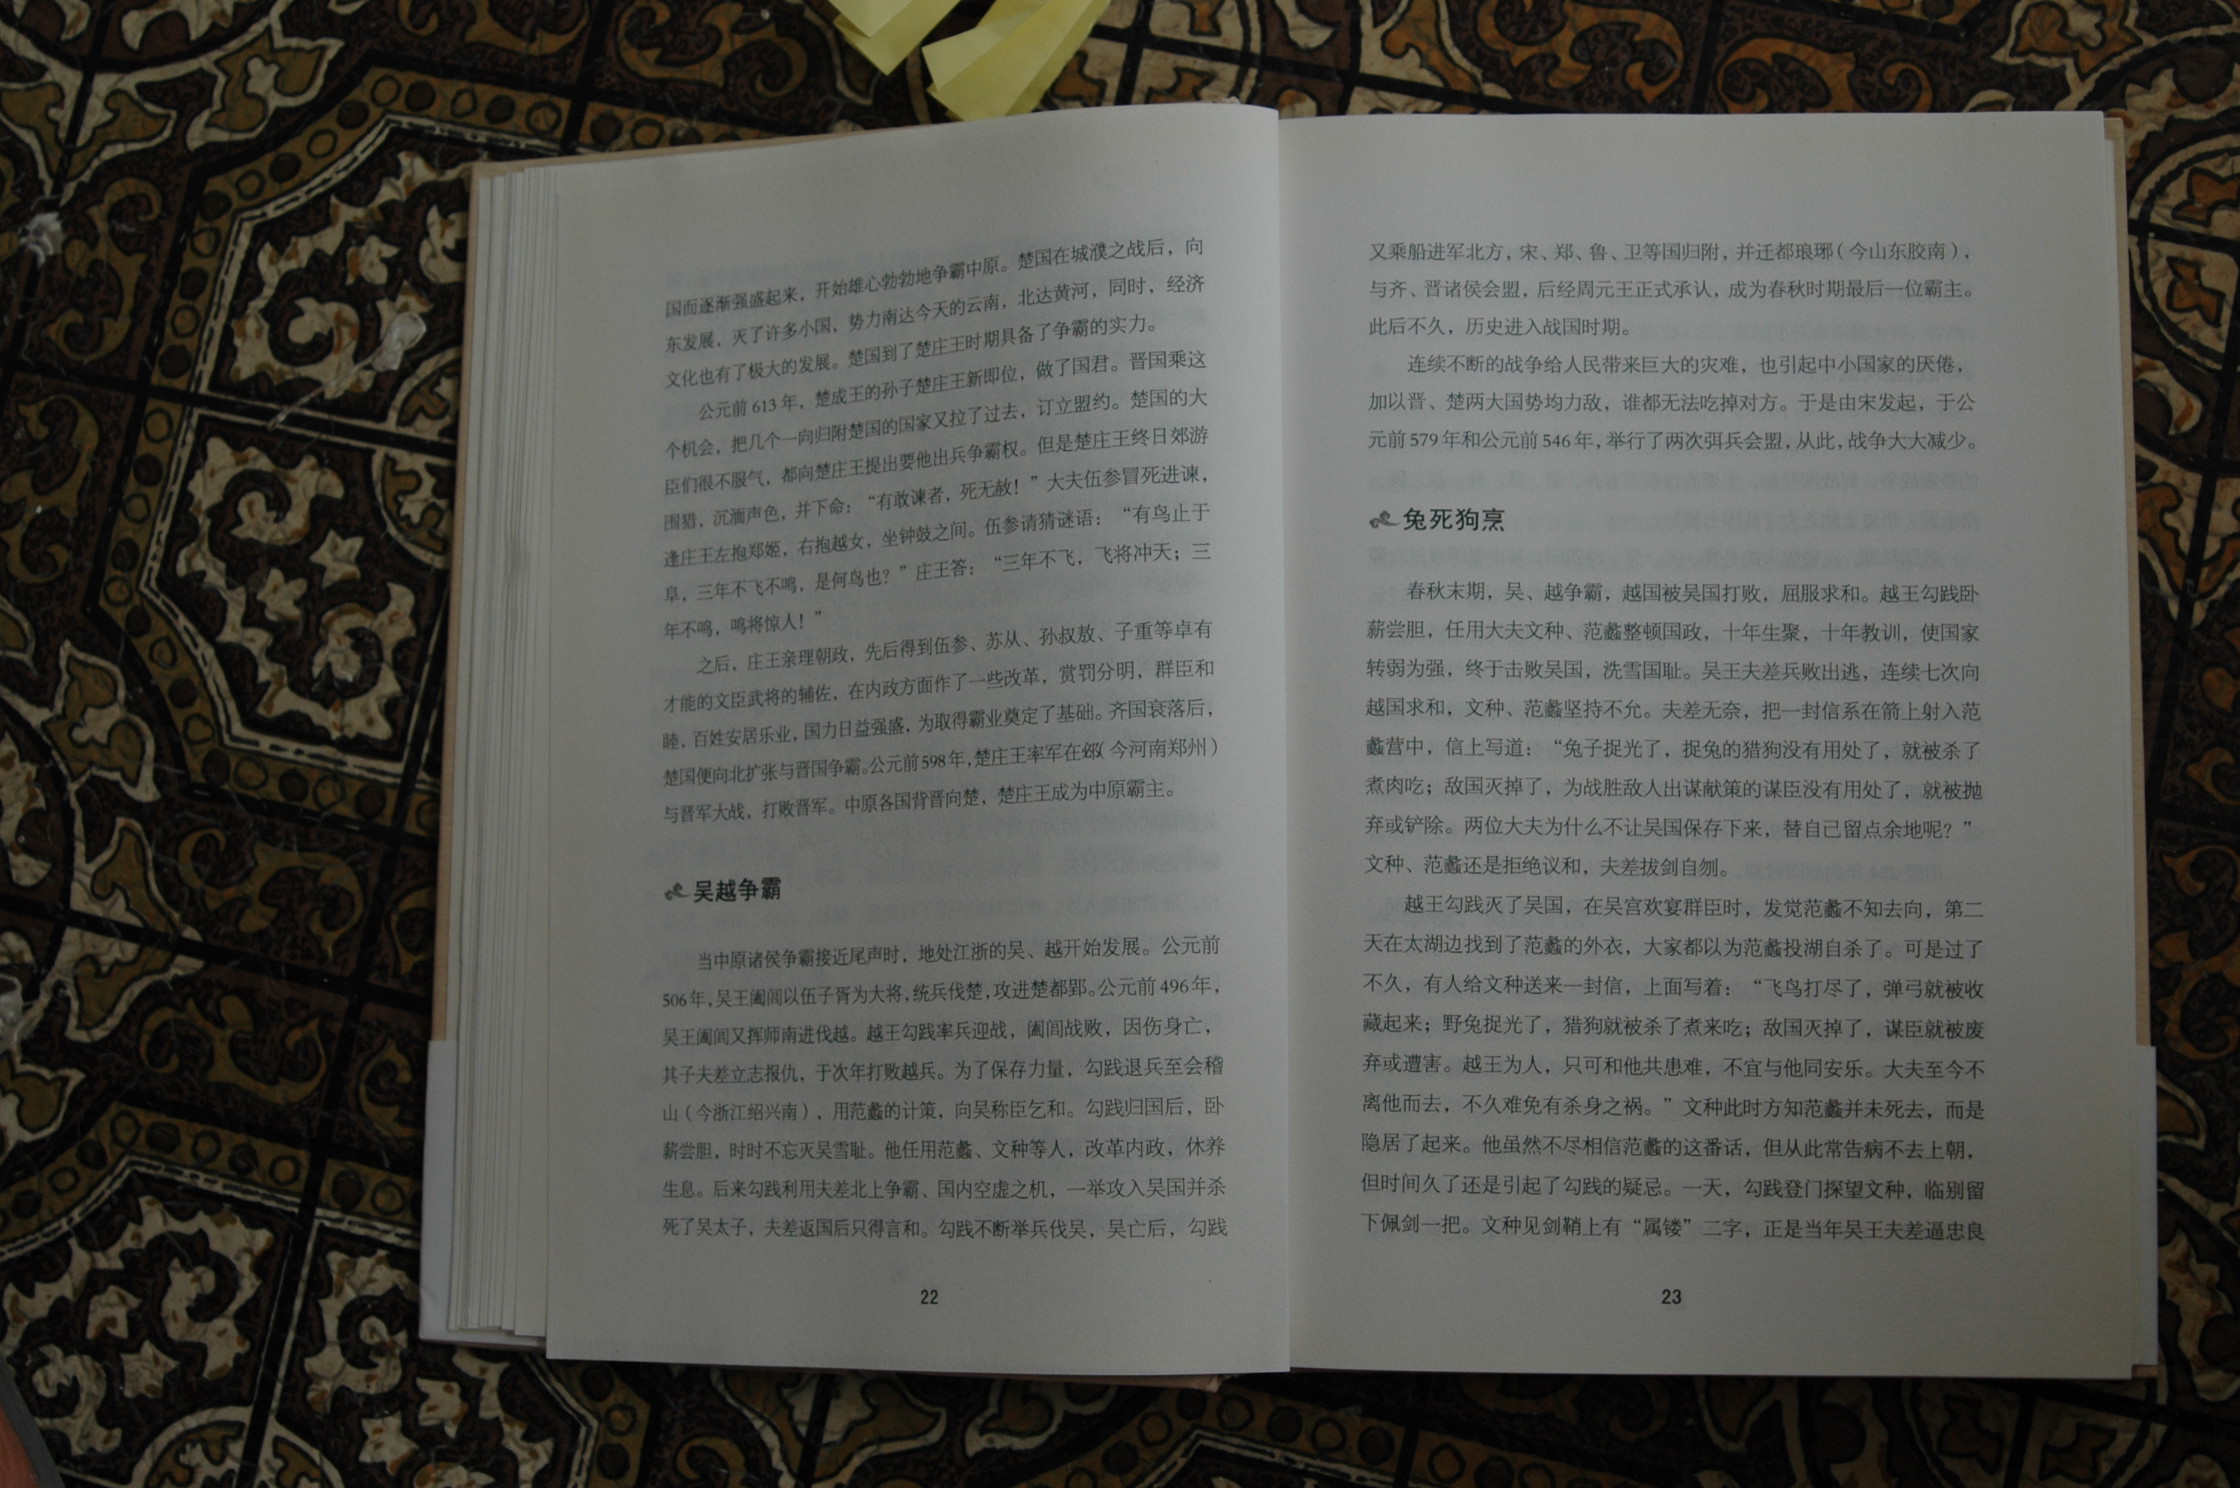 国而逐渐强盛起来，开始雄心勃勃地争霸中原。楚国在城濮之战后，向
东发展，灭了许多小国，势力南达今天的云南，北达黄河，同时，经济
文化也有了极大的发展。楚国到了楚庄王时期具备了争霸的实力。
公元前613年，楚成王的孙子楚庄王新即位，做了国君。晋国乘这
个机会，把几个一向归附楚国的国家又拉了过去，订立盟约。楚国的大
臣们很不服气，都向楚庄王提出要他出兵争霸权。但是楚庄王终日郊游
围猎，沉湎声色，并下命：“有敢谏者，死无赦！”大夫伍参冒死进谏，
逢庄王左抱郑姬，右抱越女，坐钟鼓之间。伍参请猜谜语：“有鸟止于
阜，三年不飞不鸣，是何鸟也？”庄王答：“三年不飞，飞将冲天；三
年不鸣，鸣将惊人！”
之后，庄王亲理朝政，先后得到伍参、苏从、孙叔敖、子重等卓有
才能的文臣武将的辅佐，在内政方面作了一些改革，赏罚分明，群臣和
睦，百姓安居乐业，国力日益强盛，为取得霸业奠定了基础。齐国衰落后，
楚国便向北扩张与晋国争霸。公元前598年，楚庄王率军在邲（今河南郑州）
与晋军大战，打败晋军。中原各国背晋向楚，楚庄王成为中原霸主。
吴越争霸
当中原诸侯争霸接近尾声时，地处江浙的吴、越开始发展。公元前
506年，吴王阖闾以伍子胥为大将，统兵伐楚，攻进楚都郢。公元前496年，
吴王阖闾又挥师南进伐越。越王勾践率兵迎战，阖闾战败，因伤身亡，
其子夫差立志报仇，于次年打败越兵。为了保存力量，勾践退兵至会稽
山（今浙江绍兴南），用范蠡的计策，向吴称臣乞和。勾践归国后，卧
薪尝胆，时时不忘灭吴雪耻。他任用范蠡、文种等人，改革内政，休养
生息。后来勾践利用夫差北上争霸、国内空虚之机，一举攻入吴国并杀
死了吴太子，夫差返国后只得言和。勾践不断举兵伐吴，吴亡后，勾践
22
又乘船进军北方，宋、郑、鲁、卫等国归附，并迁都琅琊（今山东胶南），
与齐、晋诸侯会盟，后经周元王正式承认，成为春秋时期最后一位霸主。
此后不久，历史进入战国时期。
连续不断的战争给人民带来巨大的灾难，也引起中小国家的厌倦，
加以晋、楚两大国势均力敌，谁都无法吃掉对方。于是由宋发起，于公
元前579年和公元前546年，举行了两次弭兵会盟，从此，战争大大减少。
兔死狗烹
春秋末期，吴、越争霸，越国被吴国打败，屈服求和。越王勾践卧
薪尝胆，任用大夫文种、范蠡整顿国政，十年生聚，十年教训，使国家
转弱为强，终于击败吴国，洗雪国耻。吴王夫差兵败出逃，连续七次向
越国求和，文种、范蠡坚持不允。夫差无奈，把一封信系在箭上射入范
蠡营中，信上写道：“兔子捉光了，捉兔的猎狗没有用处了，就被杀了
煮肉吃；敌国灭掉了，为战胜敌人出谋献策的谋臣没有用处了，就被抛
弃或铲除。两位大夫为什么不让吴国保存下来，替自己留点余地呢？”
文种、范蠡还是拒绝议和，夫差拔剑自刎。
越王勾践灭了吴国，在吴宫欢宴群臣时，发觉范蠡不知去向，第二
天在太湖边找到了范蠡的外衣，大家都以为范蠡投湖自杀了。可是过了
不久，有人给文种送来一封信，上面写着：“飞鸟打尽了，弹弓就被收
藏起来；野兔捉光了，猎狗就被杀了煮来吃；敌国灭掉了，谋臣就被废
弃或遭害。越王为人，只可和他共患难，不宜与他同安乐。大夫至今不
离他而去，不久难免有杀身之祸。”文种此时方知范蠡并未死去，而是
隐居了起来。他虽然不尽相信范蠡的这番话，但从此常告病不去上朝，
但时间久了还是引起了勾践的疑忌。一天，勾践登门探望文种，临别留
下佩剑一把。文种见剑鞘上有“属镂”二字，正是当年吴王夫差逼忠良
23